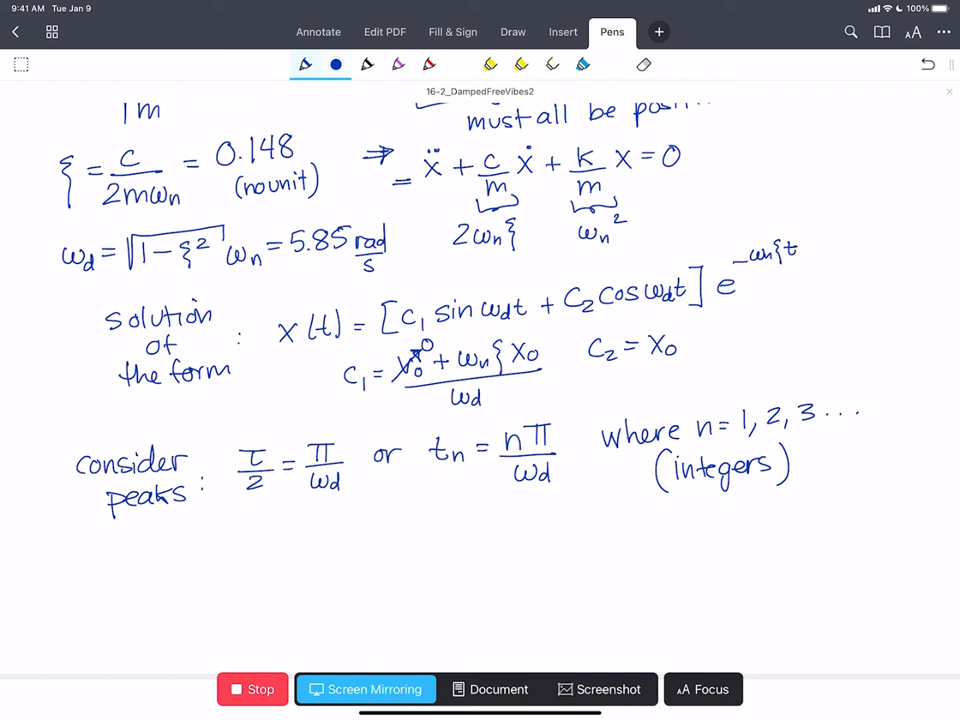 9:41 AM Tue Jan 9
100%
Annotate Edit PDF Fill & Sign Draw Insert Pens
16-2_DampedFreeVibes2
1m
must all be posit
ξ = c/2mωn = 0.148 (no unit)
⇒ ẍ + c/m ẋ + k/m x = 0
2ωnξ ωn²
ωd = √1-ξ² ωn = 5.85 rad/s
solution of the form : x(t) = [c₁ sin ωdt + C₂ cos ωdt] e^-ωnξt
c₁ = ẋ₀⁰ + ωnξx₀ / ωd C₂ = x₀
consider peaks : τ/2 = π/ωd or tn = nπ/ωd where n = 1, 2, 3 ...
(integers)
Stop Screen Mirroring Document Screenshot AA Focus